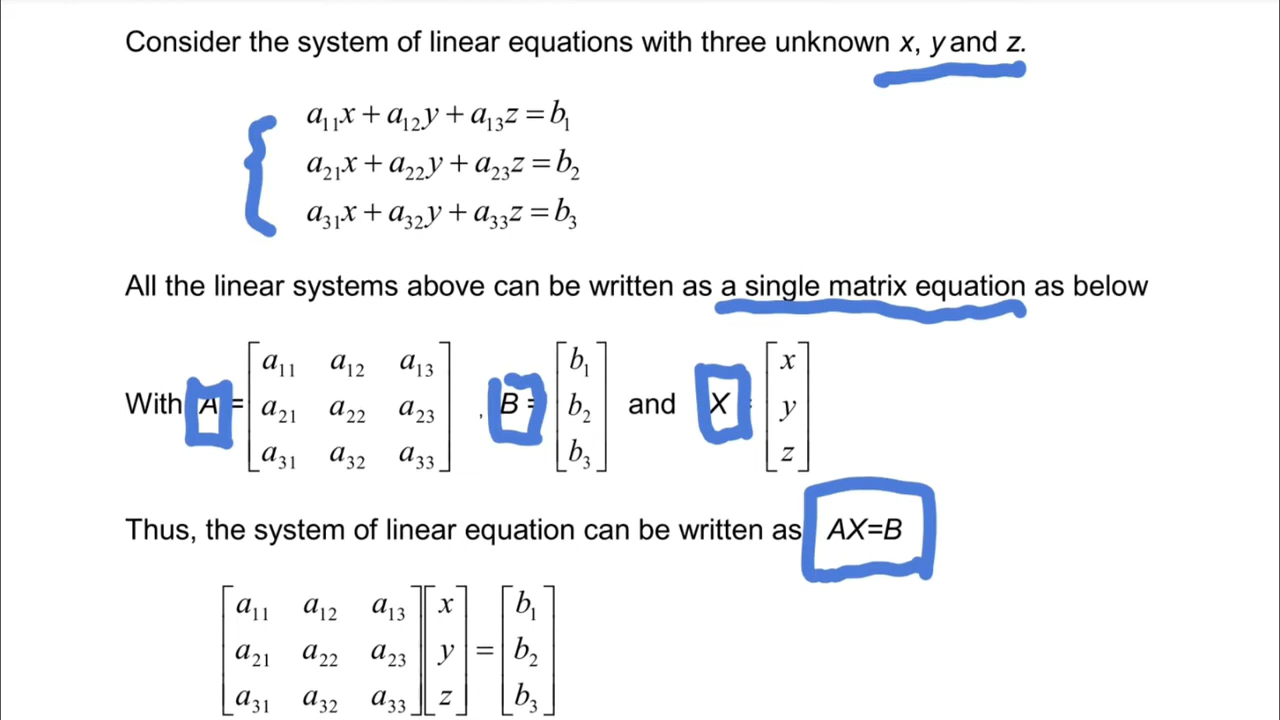 Consider the system of linear equations with three unknown x, y and z.
a₁₁x + a₁₂y + a₁₃z = b₁
a₂₁x + a₂₂y + a₂₃z = b₂
a₃₁x + a₃₂y + a₃₃z = b₃
All the linear systems above can be written as a single matrix equation as below
With A = [a₁₁ a₁₂ a₁₃; a₂₁ a₂₂ a₂₃; a₃₁ a₃₂ a₃₃] , B = [b₁; b₂; b₃] and X = [x; y; z]
Thus, the system of linear equation can be written as AX=B
[a₁₁ a₁₂ a₁₃; a₂₁ a₂₂ a₂₃; a₃₁ a₃₂ a₃₃] [x; y; z] = [b₁; b₂; b₃]